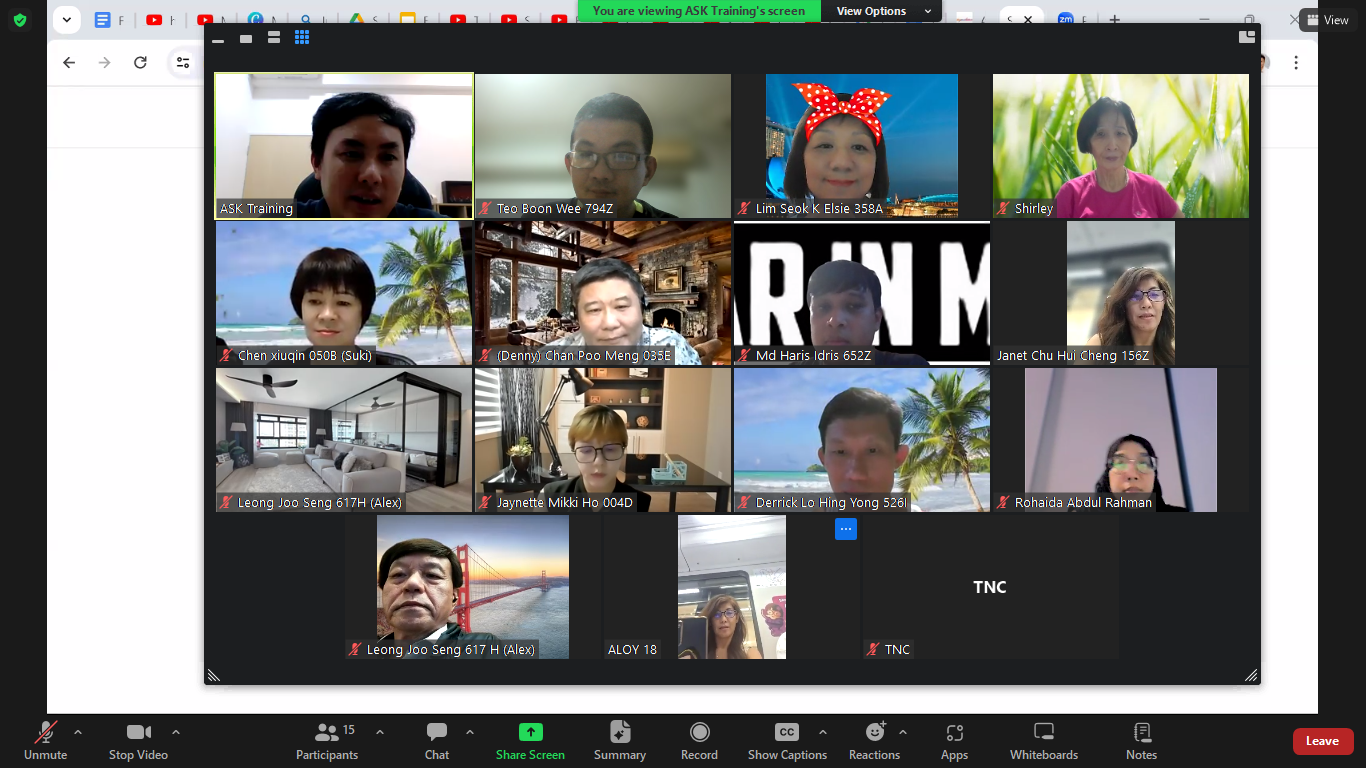 You are viewing ASK Training's screen
View Options
View
ASK Training
Teo Boon Wee 794Z
Lim Seok K Elsie 358A
Shirley
Chen xiuqin 050B (Suki)
(Denny) Chan Poo Meng 035E
Md Haris Idris 652Z
Janet Chu Hui Cheng 156Z
ARIN M
Leong Joo Seng 617H (Alex)
Jaynette Mikki Ho 004D
Derrick Lo Hing Yong 526I
Rohaida Abdul Rahman
Leong Joo Seng 617 H (Alex)
ALOY 18
TNC
TNC
Unmute
Stop Video
Participants
15
Chat
Share Screen
Summary
Record
CC
Show Captions
Reactions
Apps
Whiteboards
Notes
Leave